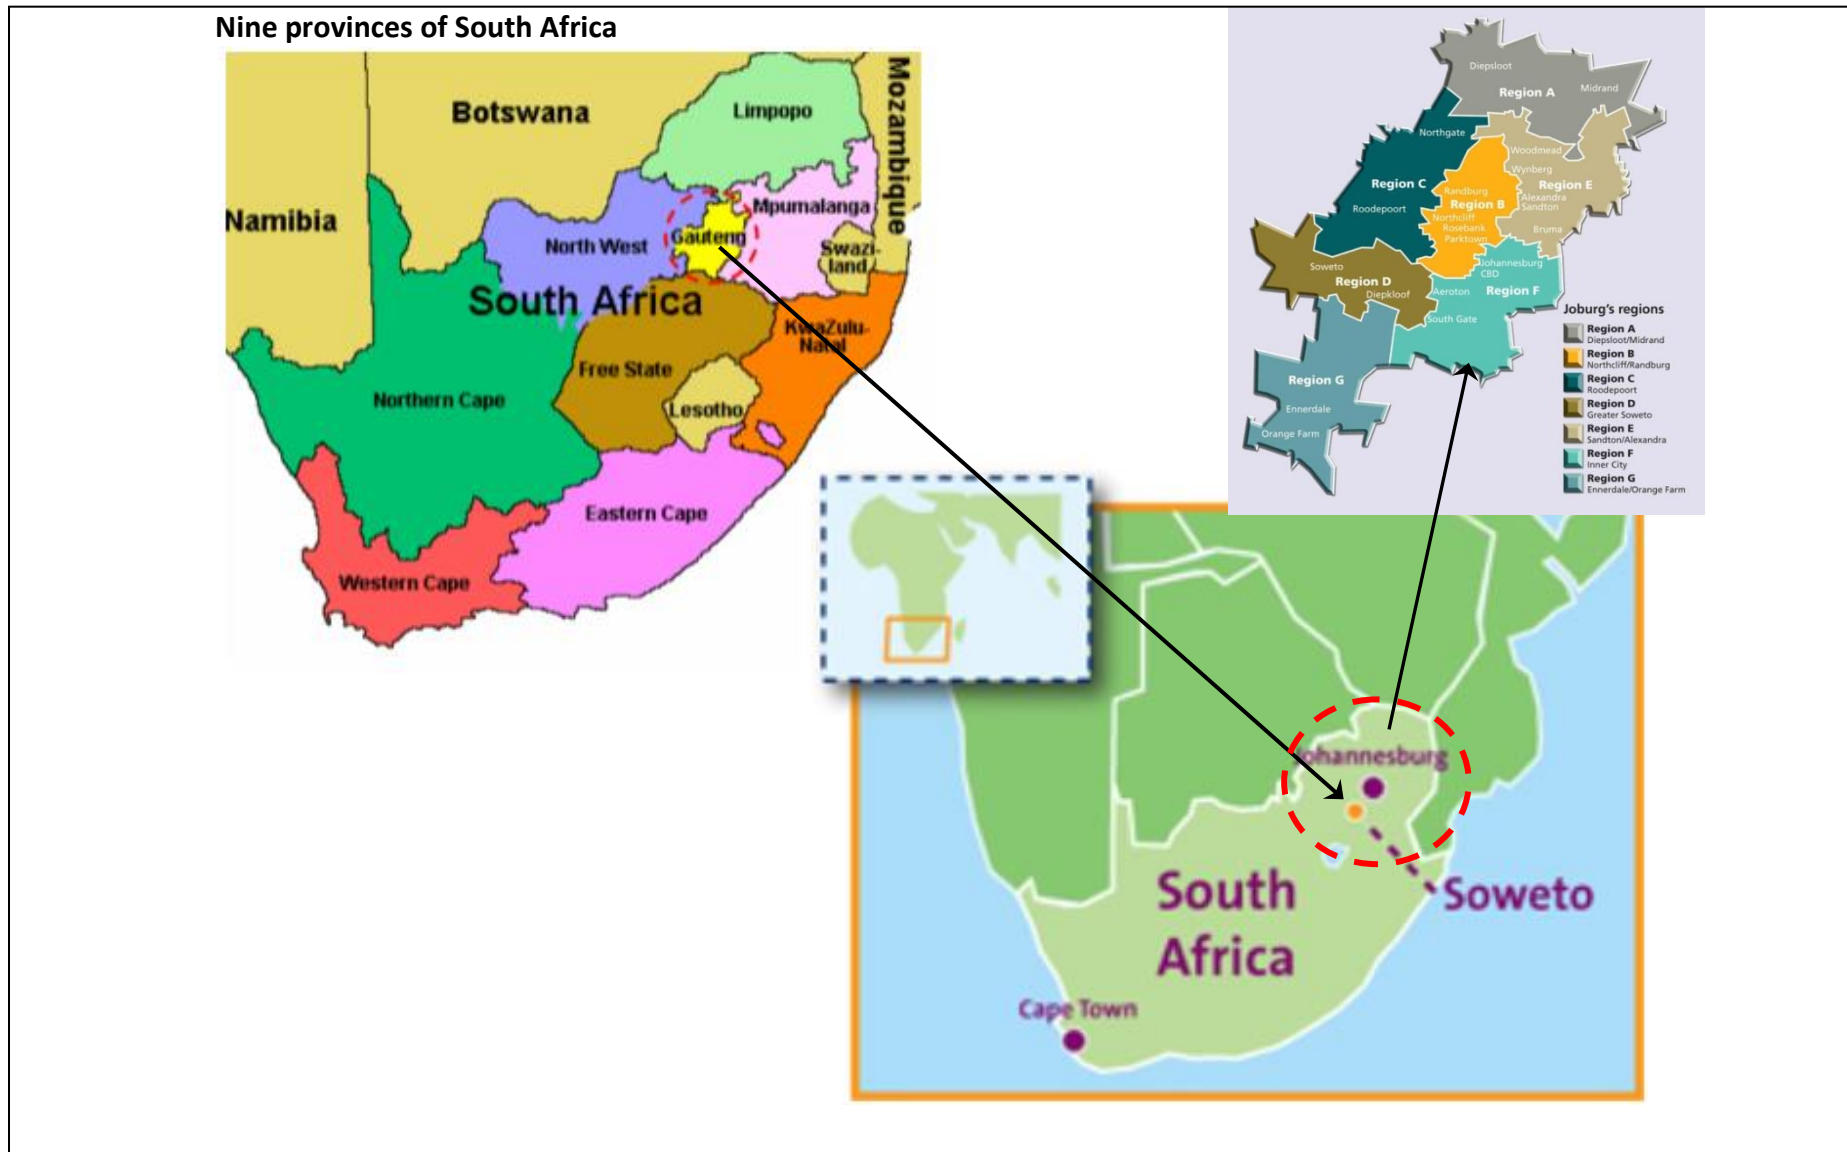 Nine provinces of South Africa
Botswana
Limpopo
Mozambique
Namibia
North West
Gauteng
Mpumalanga
Swazi-
land
South Africa
KwaZulu-
Natal
Free State
Northern Cape
Lesotho
Eastern Cape
Western Cape
Diepsloot
Region A
Midrand
Northgate
Woodmead
Wynberg
Region C
Region E
Randburg
Region B
Alexandra
Sandton
Roodepoort
Northcliff
Rosebank
Parktown
Bruma
Soweto
Johannesburg
CBD
Region D
Diepkloof
Aeroton
Region F
South Gate
Region G
Ennerdale
Orange Farm
Joburg's regions
Region A
Diepsloot/Midrand
Region B
Northcliff/Randburg
Region C
Roodepoort
Region D
Greater Soweto
Region E
Sandton/Alexandra
Region F
Inner City
Region G
Ennerdale/Orange Farm
Johannesburg
South
Africa
Soweto
Cape Town